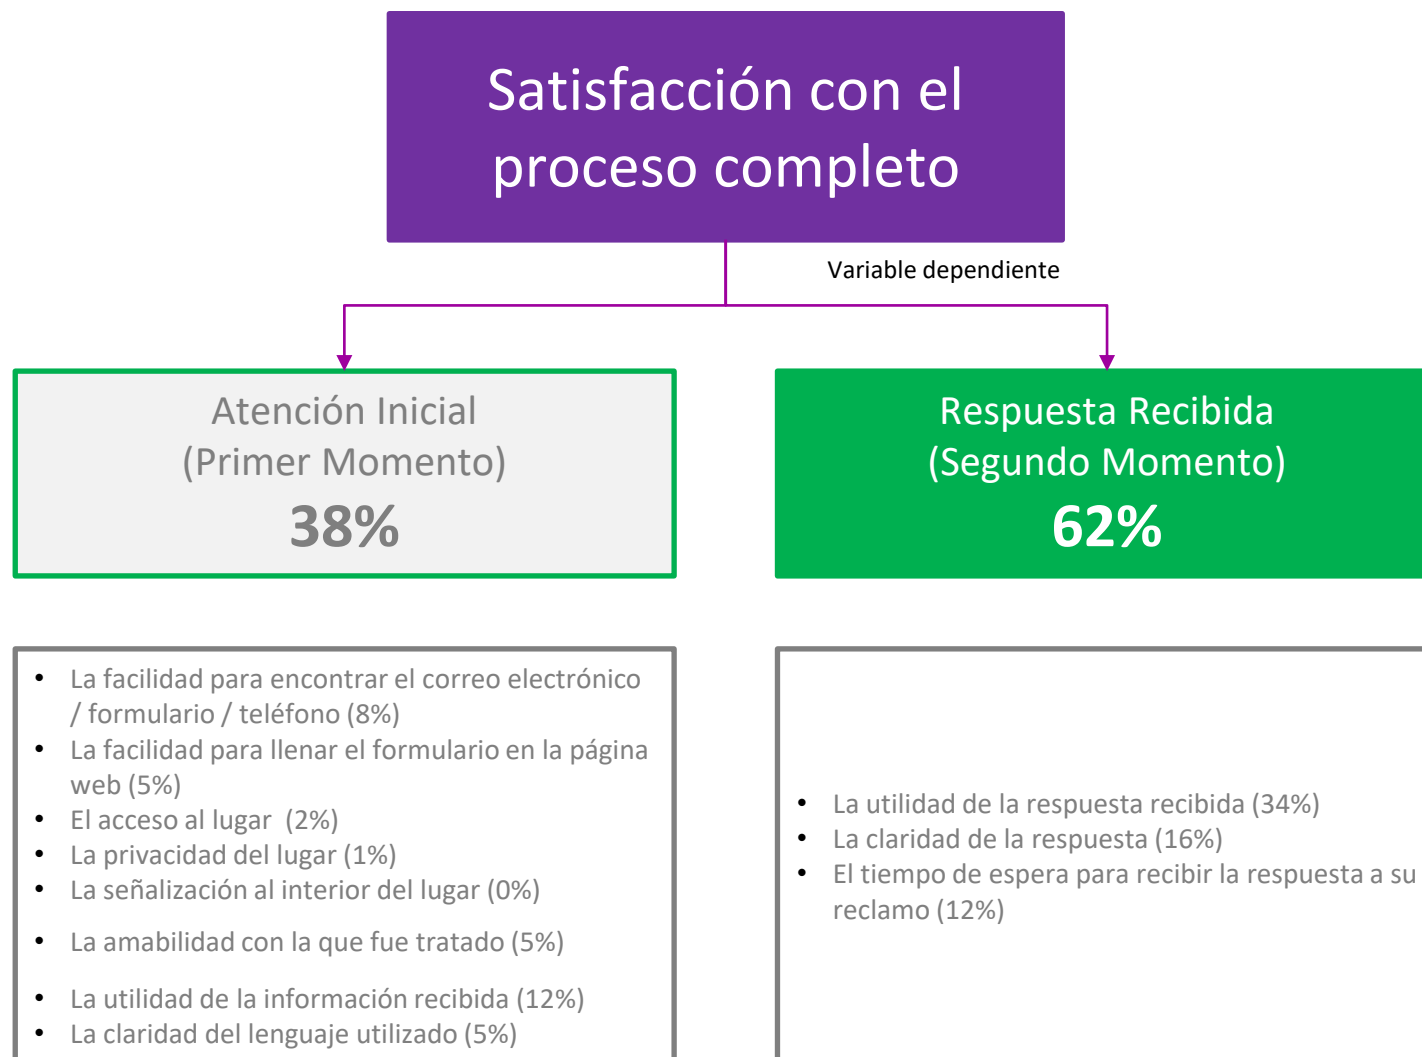 Satisfacción con el
proceso completo
Variable dependiente
Atención Inicial
(Primer Momento)
38%
Respuesta Recibida
(Segundo Momento)
62%
• La facilidad para encontrar el correo electrónico
/ formulario / teléfono (8%)
• La facilidad para llenar el formulario en la página
web (5%)
• El acceso al lugar  (2%)
• La privacidad del lugar (1%)
• La señalización al interior del lugar (0%)
• La amabilidad con la que fue tratado (5%)
• La utilidad de la información recibida (12%)
• La claridad del lenguaje utilizado (5%)
• La utilidad de la respuesta recibida (34%)
• La claridad de la respuesta (16%)
• El tiempo de espera para recibir la respuesta a su
reclamo (12%)